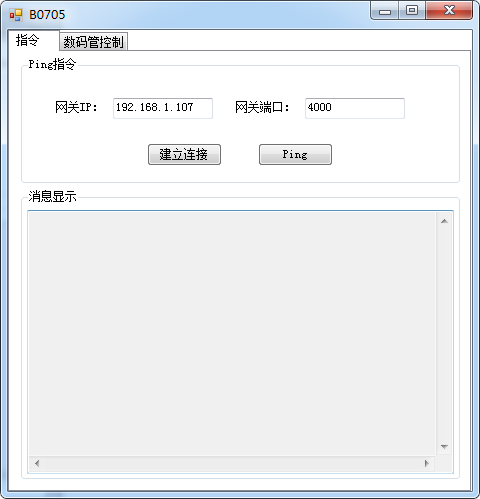 B0705
指令 数码管控制
Ping指令
网关IP: 192.168.1.107 网关端口: 4000
建立连接 Ping
消息显示